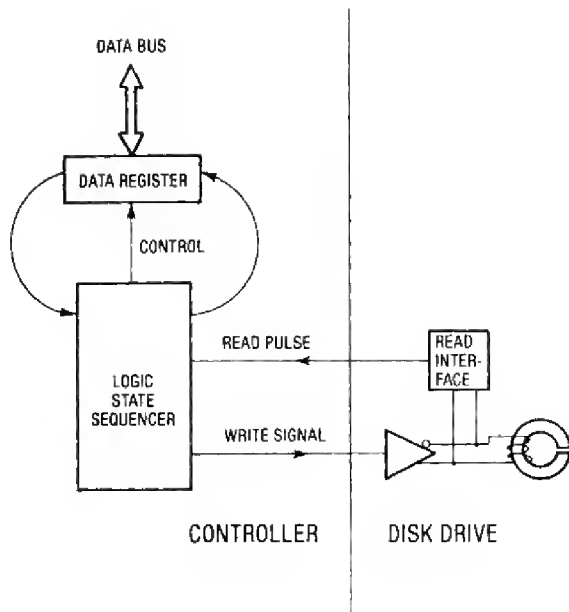 DATA BUS
DATA REGISTER
CONTROL
READ PULSE
READ
INTER-
FACE
LOGIC
STATE
SEQUENCER
WRITE SIGNAL
CONTROLLER
DISK DRIVE